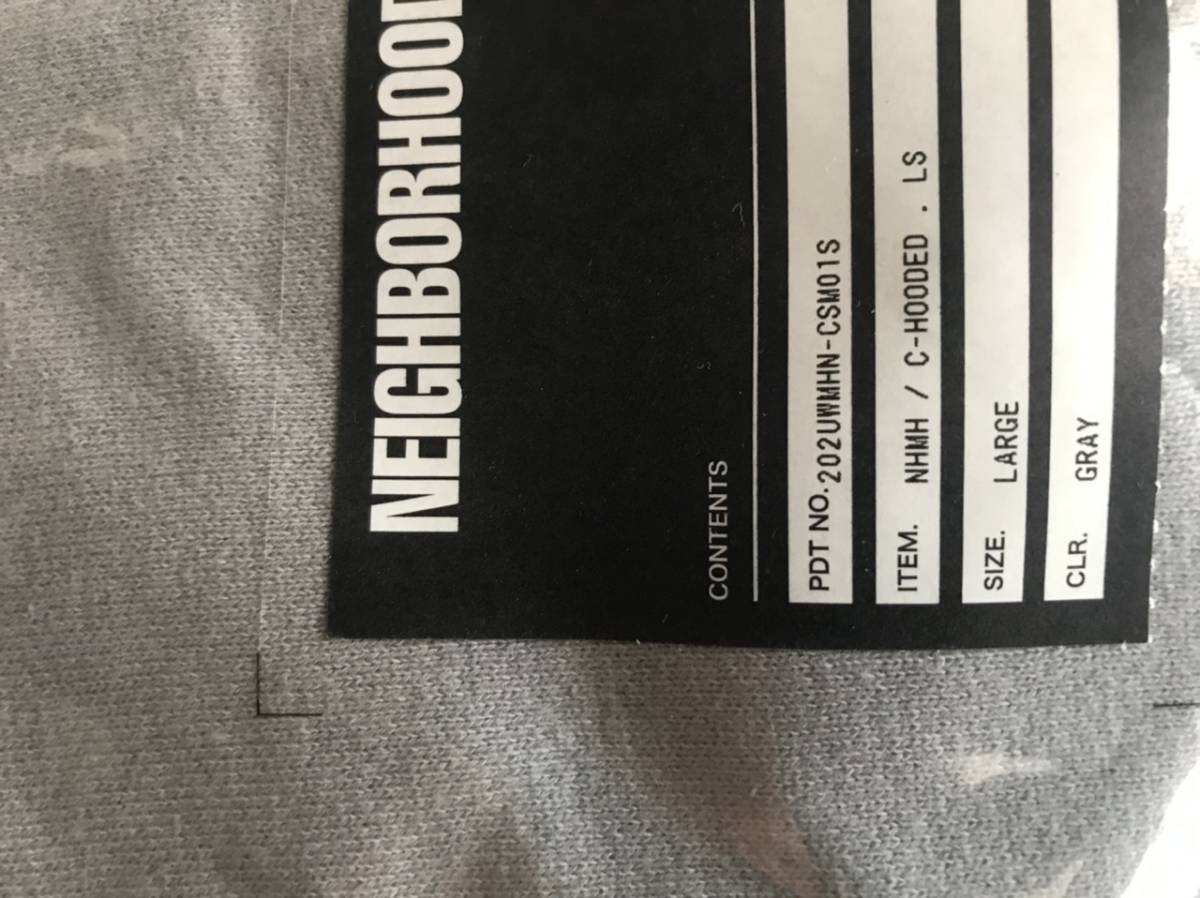 NEIGHBORHOOD
CONTENTS
PDT NO. 202UWMHN-CSM01S
ITEM. NHMH / C-HOODED . LS
SIZE. LARGE
CLR. GRAY